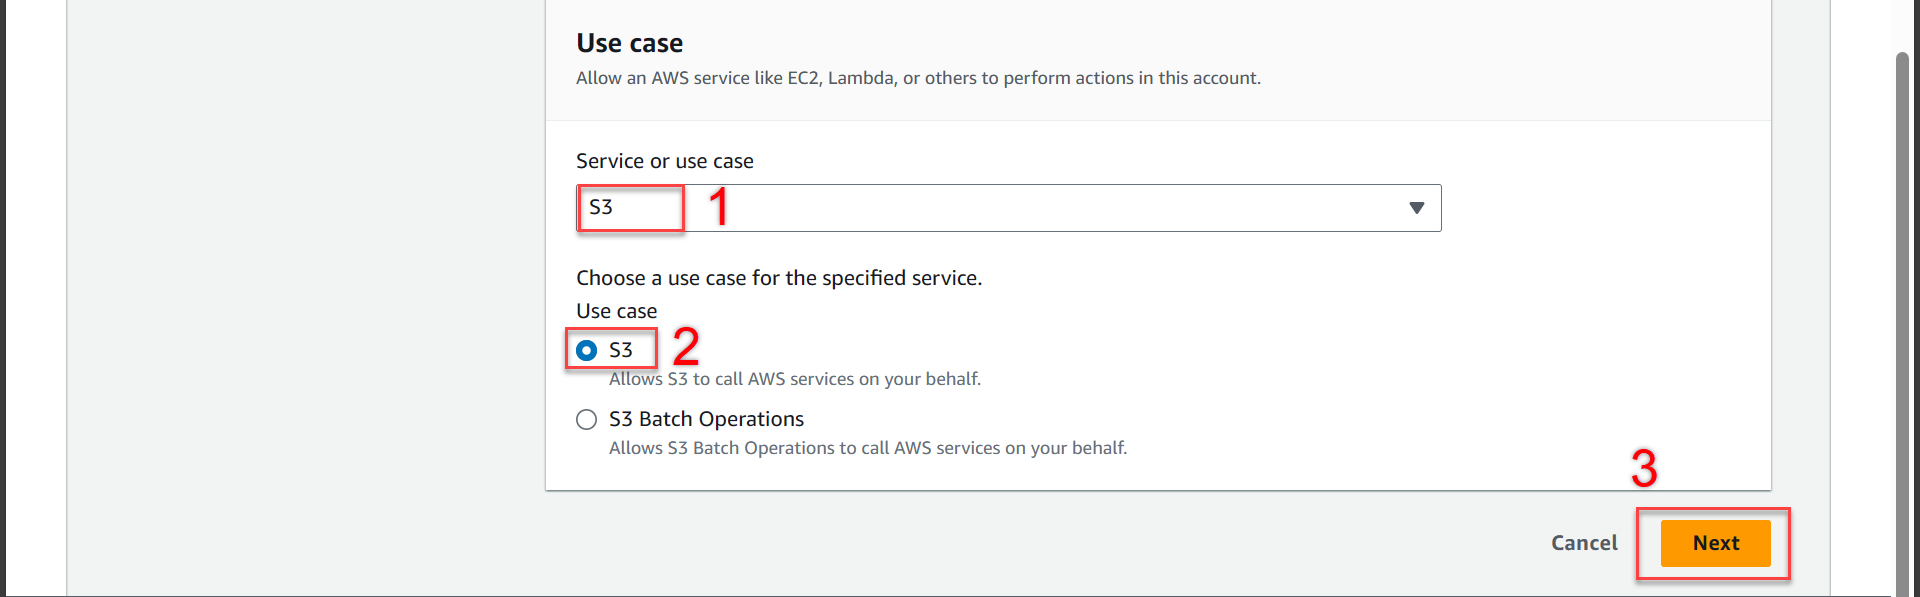 Use case
Allow an AWS service like EC2, Lambda, or others to perform actions in this account.
Service or use case
S3 1
Choose a use case for the specified service.
Use case
S3 2
Allows S3 to call AWS services on your behalf.
S3 Batch Operations
Allows S3 Batch Operations to call AWS services on your behalf.
3
Cancel Next